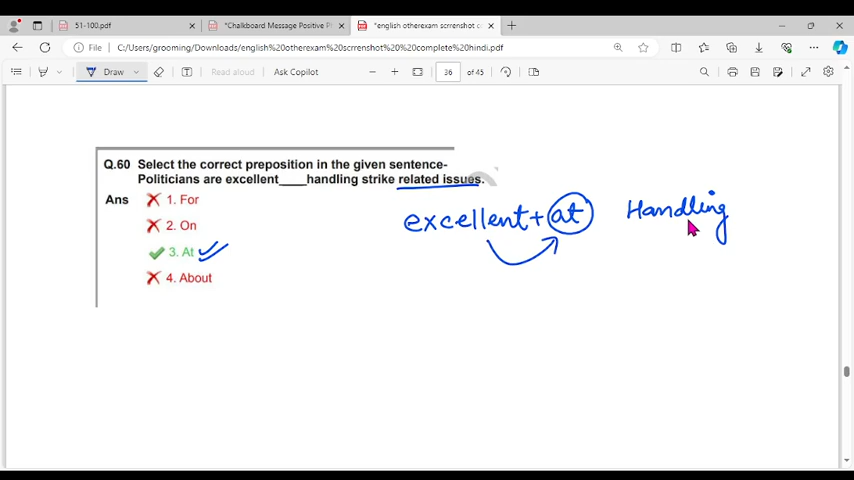 51-100.pdf
*Chalkboard Message Positive P
*english otherexam scrrenshot c
File
C:/Users/grooming/Downloads/english%20otherexam%20scrrenshot%20%20complete%20hindi.pdf
Draw
Read aloud
Ask Copilot
36
of 45
Q.60 Select the correct preposition in the given sentence-
Politicians are excellent____handling strike related issues.
Ans
1. For
2. On
3. At
4. About
excellent + at
Handling